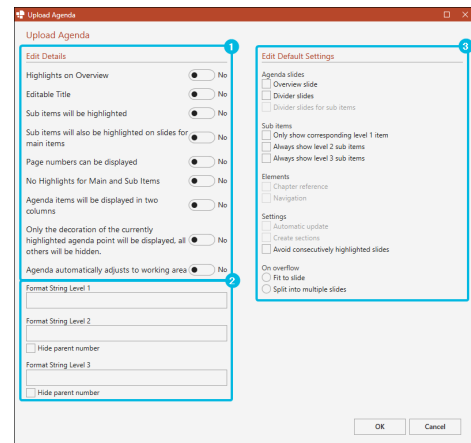 Upload Agenda
Upload Agenda
1
Edit Details
Highlights on Overview No
Editable Title No
Sub items will be highlighted No
Sub items will also be highlighted on slides for
main items No
Page numbers can be displayed No
No Highlights for Main and Sub Items No
Agenda items will be displayed in two
columns No
Only the decoration of the currently
highlighted agenda point will be displayed, all
others will be hidden. No
Agenda automatically adjusts to working area No
2
Format String Level 1
Format String Level 2
Hide parent number
Format String Level 3
Hide parent number
3
Edit Default Settings
Agenda slides
Overview slide
Divider slides
Divider slides for sub items
Sub items
Only show corresponding level 1 item
Always show level 2 sub items
Always show level 3 sub items
Elements
Chapter reference
Navigation
Settings
Automatic update
Create sections
Avoid consecutively highlighted slides
On overflow
Fit to slide
Split into multiple slides
OK Cancel